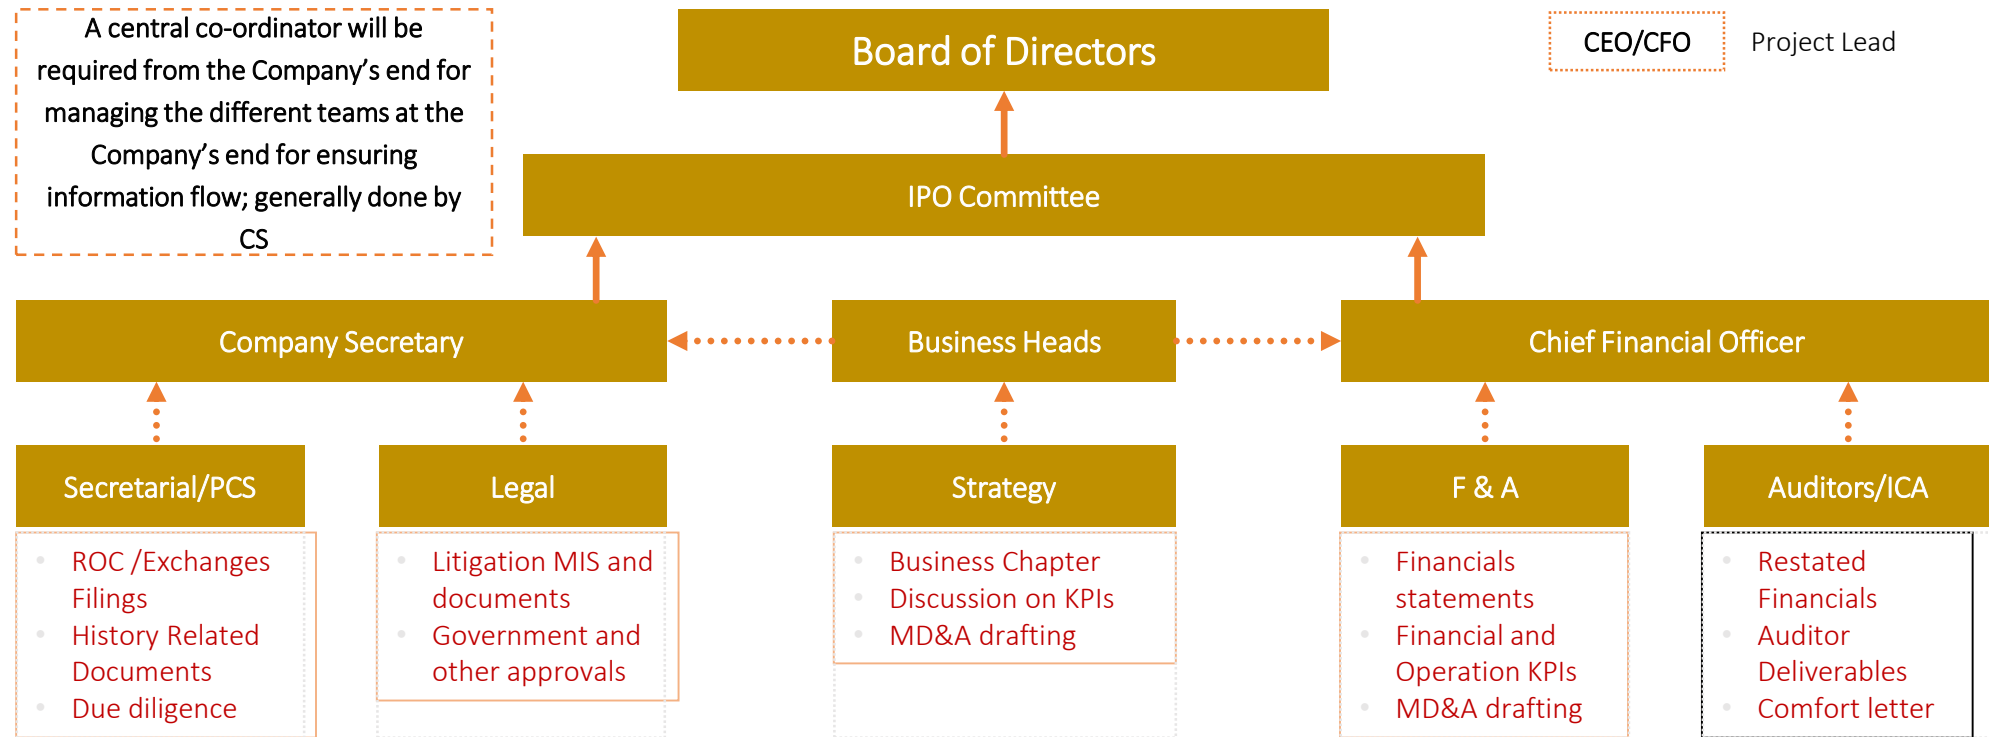 A central co-ordinator will be
required from the Company’s end for
managing the different teams at the
Company’s end for ensuring
information flow; generally done by
CS
Board of Directors
CEO/CFO
Project Lead
IPO Committee
Company Secretary
Business Heads
Chief Financial Officer
Secretarial/PCS
Legal
Strategy
F & A
Auditors/ICA
• ROC /Exchanges
Filings
• History Related
Documents
• Due diligence
• Litigation MIS and
documents
• Government and
other approvals
• Business Chapter
• Discussion on KPIs
• MD&A drafting
• Financials
statements
• Financial and
Operation KPIs
• MD&A drafting
• Restated
Financials
• Auditor
Deliverables
• Comfort letter